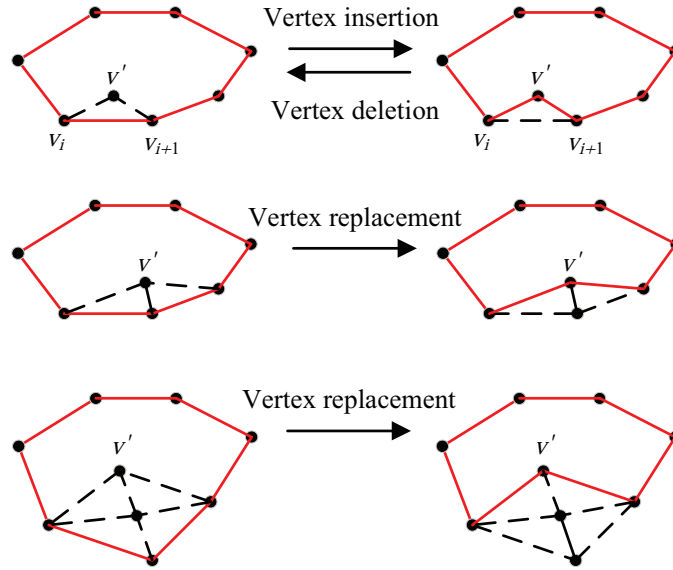 Vertex insertion
v′
v′
Vertex deletion
v_i
v_{i+1}
v_i
v_{i+1}
Vertex replacement
v′
v′
Vertex replacement
v′
v′